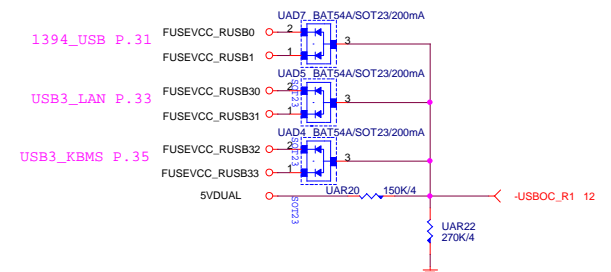 UAD7 BAT54A/SOT23/200mA
1394_USB P.31
FUSEVCC_RUSB0 2
FUSEVCC_RUSB1 1
3
UAD5 BAT54A/SOT23/200mA
SOT23
USB3_LAN P.33
FUSEVCC_RUSB30 2
FUSEVCC_RUSB31 1
3
UAD4 BAT54A/SOT23/200mA
SOT23
USB3_KBMS P.35
FUSEVCC_RUSB32 2
FUSEVCC_RUSB33 1
3
SOT23
5VDUAL
UAR20 150K/4
-USBOC_R1 12
UAR22
270K/4